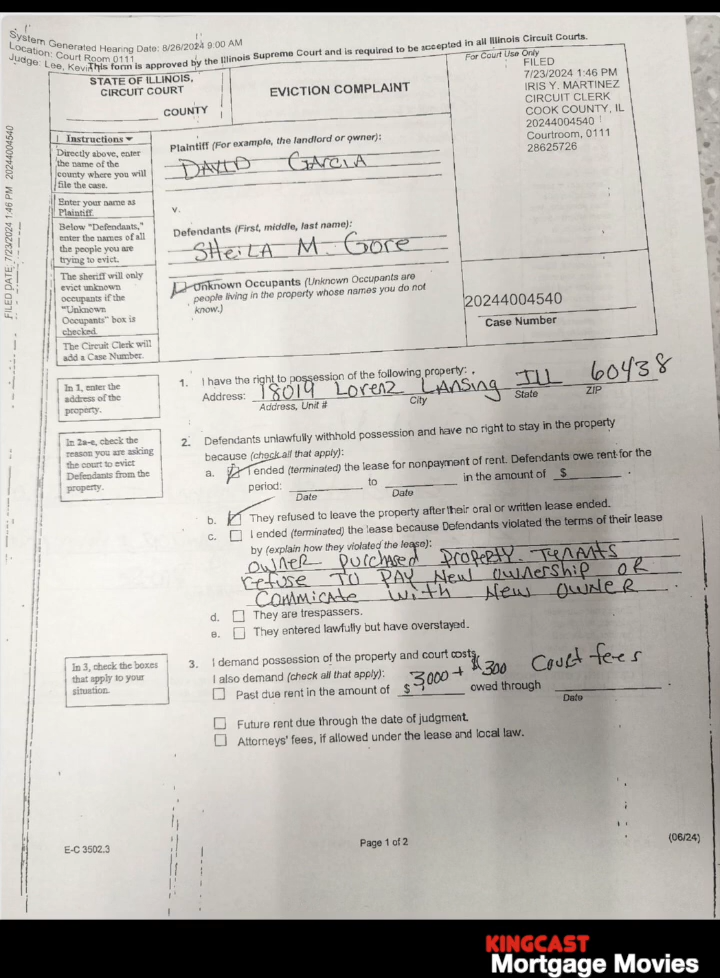 System Generated Hearing Date: 8/26/2024 9:00 AM
Location: Court Room 0111
Judge: Lee, Kevin
This form is approved by the Illinois Supreme Court and is required to be accepted in all Illinois Circuit Courts.
STATE OF ILLINOIS,
CIRCUIT COURT
COUNTY
EVICTION COMPLAINT
For Court Use Only
FILED
7/23/2024 1:46 PM
IRIS Y. MARTINEZ
CIRCUIT CLERK
COOK COUNTY, IL
20244004540
Courtroom, 0111
28625726
FILED DATE: 7/23/2024 1:46 PM 20244004540
Instructions
Directly above, enter
the name of the
county where you will
file the case.
Enter your name as
Plaintiff.
Below "Defendants,"
enter the names of all
the people you are
trying to evict.
The sheriff will only
evict unknown
occupants if the
"Unknown
Occupants" box is
checked.
The Circuit Clerk will
add a Case Number.
Plaintiff (For example, the landlord or owner):
DAVID GARCIA
v.
Defendants (First, middle, last name):
SHeiLA M. Gore
Unknown Occupants (Unknown Occupants are
people living in the property whose names you do not
know.)
20244004540
Case Number
In 1, enter the
address of the
property.
1. I have the right to possession of the following property:
Address: 18019 Lorenz LAnsing ILL 60438
Address, Unit # City State ZIP
In 2a-e, check the
reason you are asking
the court to evict
Defendants from the
property.
2. Defendants unlawfully withhold possession and have no right to stay in the property
because (check all that apply):
a. I ended (terminated) the lease for nonpayment of rent. Defendants owe rent for the
period: to in the amount of $ .
Date Date
b. They refused to leave the property after their oral or written lease ended.
c. I ended (terminated) the lease because Defendants violated the terms of their lease
by (explain how they violated the lease):
owner purchased property. Tenants
refuse TO PAY New ownership OR
Commicate with New owner
d. They are trespassers.
e. They entered lawfully but have overstayed.
In 3, check the boxes
that apply to your
situation.
3. I demand possession of the property and court costs.
I also demand (check all that apply):
Past due rent in the amount of $ 3,000 + $300 Court fees owed through .
Date
Future rent due through the date of judgment.
Attorneys' fees, if allowed under the lease and local law.
E-C 3502.3
Page 1 of 2
(06/24)
KINGCAST
Mortgage Movies